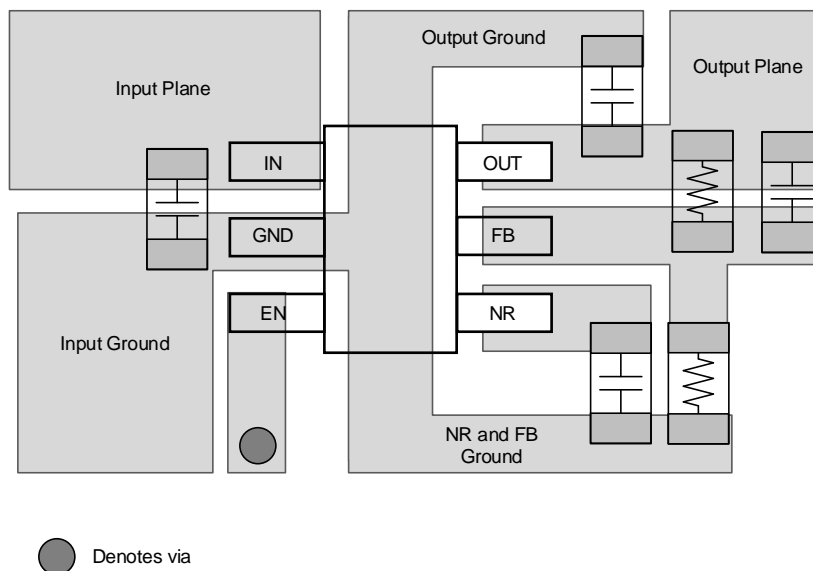 Output Ground
Input Plane
Output Plane
IN
OUT
GND
FB
EN
NR
Input Ground
NR and FB
Ground
Denotes via